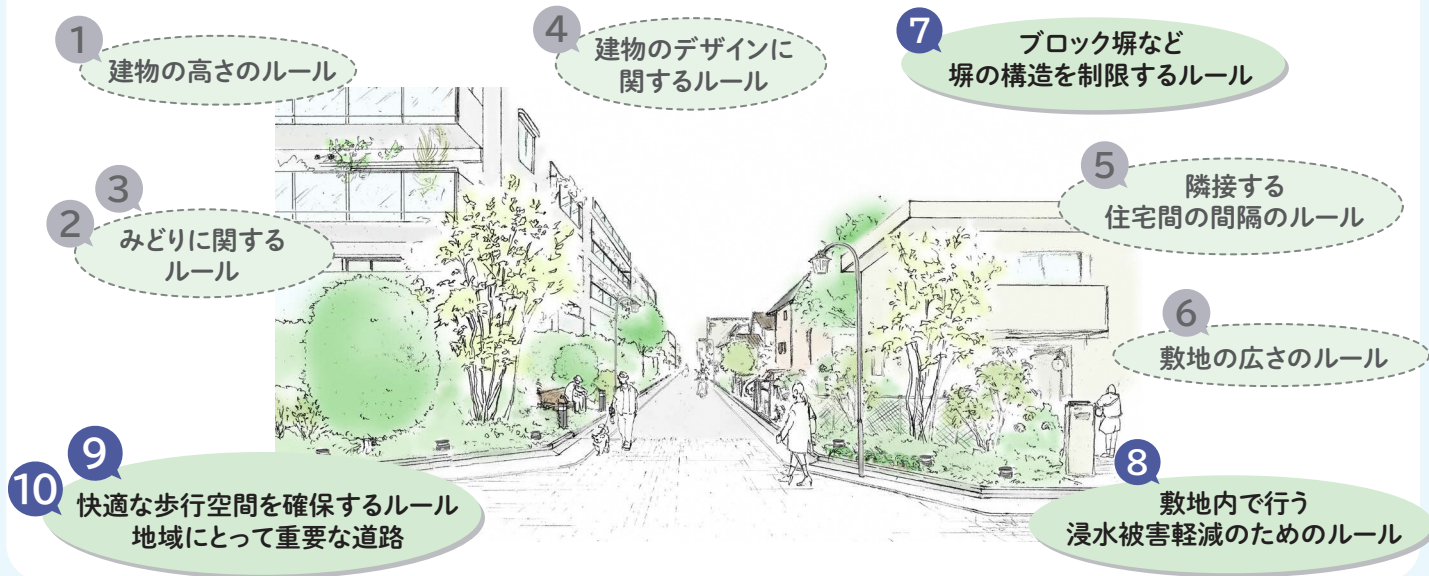 1
建物の高さのルール
2
3
みどりに関する
ルール
4
建物のデザインに
関するルール
5
隣接する
住宅間の間隔のルール
6
敷地の広さのルール
7
ブロック塀など
塀の構造を制限するルール
8
敷地内で行う
浸水被害軽減のためのルール
9
10
快適な歩行空間を確保するルール
地域にとって重要な道路